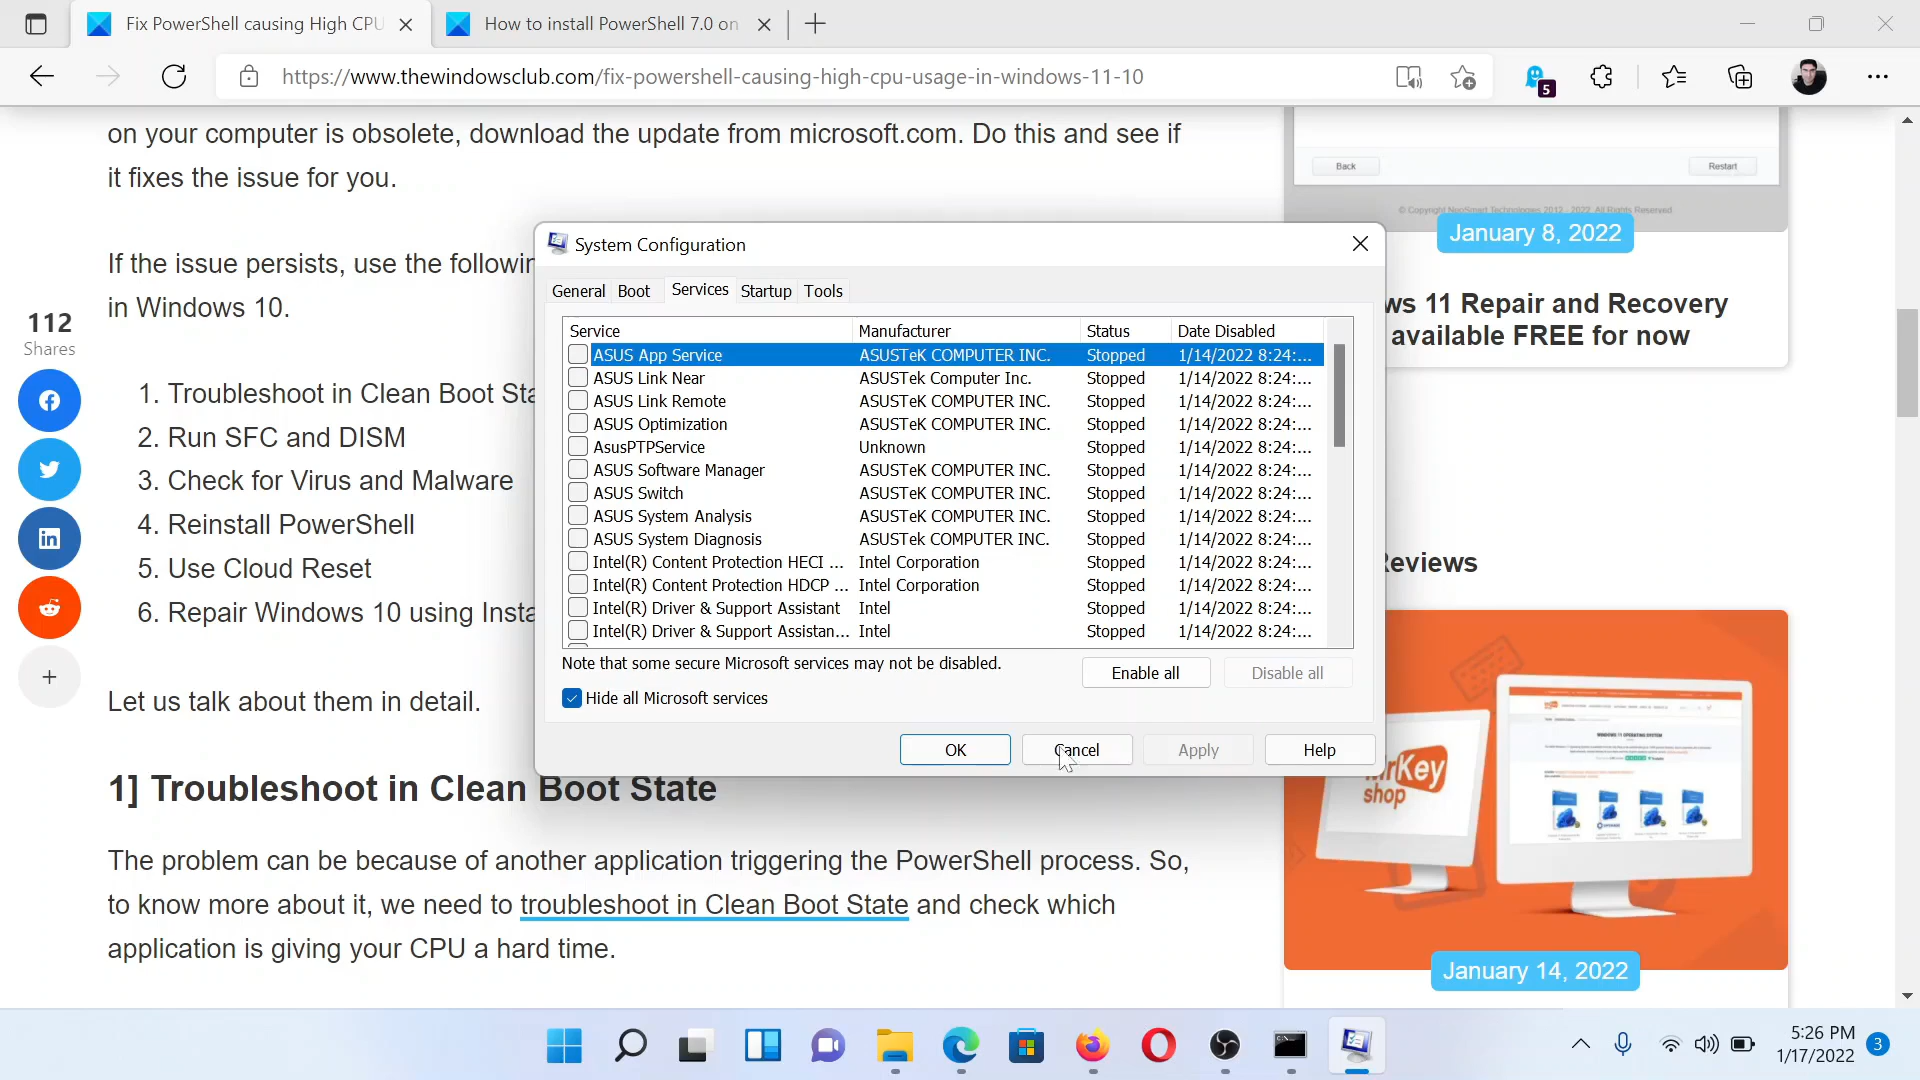 Fix PowerShell causing High CPU
How to install PowerShell 7.0 on
https://www.thewindowsclub.com/fix-powershell-causing-high-cpu-usage-in-windows-11-10
5
on your computer is obsolete, download the update from microsoft.com. Do this and see if
it fixes the issue for you.
If the issue persists, use the followin
in Windows 10.
112
Shares
1. Troubleshoot in Clean Boot Sta
2. Run SFC and DISM
3. Check for Virus and Malware
4. Reinstall PowerShell
5. Use Cloud Reset
6. Repair Windows 10 using Insta
Let us talk about them in detail.
1] Troubleshoot in Clean Boot State
The problem can be because of another application triggering the PowerShell process. So,
to know more about it, we need to troubleshoot in Clean Boot State and check which
application is giving your CPU a hard time.
System Configuration
General Boot Services Startup Tools
Service Manufacturer Status Date Disabled
ASUS App Service ASUSTeK COMPUTER INC. Stopped 1/14/2022 8:24:...
ASUS Link Near ASUSTek Computer Inc. Stopped 1/14/2022 8:24:...
ASUS Link Remote ASUSTeK COMPUTER INC. Stopped 1/14/2022 8:24:...
ASUS Optimization ASUSTeK COMPUTER INC. Stopped 1/14/2022 8:24:...
AsusPTPService Unknown Stopped 1/14/2022 8:24:...
ASUS Software Manager ASUSTeK COMPUTER INC. Stopped 1/14/2022 8:24:...
ASUS Switch ASUSTeK COMPUTER INC. Stopped 1/14/2022 8:24:...
ASUS System Analysis ASUSTeK COMPUTER INC. Stopped 1/14/2022 8:24:...
ASUS System Diagnosis ASUSTek COMPUTER INC. Stopped 1/14/2022 8:24:...
Intel(R) Content Protection HECI ... Intel Corporation Stopped 1/14/2022 8:24:...
Intel(R) Content Protection HDCP ... Intel Corporation Stopped 1/14/2022 8:24:...
Intel(R) Driver & Support Assistant Intel Stopped 1/14/2022 8:24:...
Intel(R) Driver & Support Assistan... Intel Stopped 1/14/2022 8:24:...
Note that some secure Microsoft services may not be disabled.
Enable all Disable all
Hide all Microsoft services
OK Cancel Apply Help
Back Restart
© Copyright NeoSmart Technologies 2012 - 2022. All Rights Reserved
January 8, 2022
ws 11 Repair and Recovery
available FREE for now
Reviews
MrKey
shop
WINDOWS 11 OPERATING SYSTEM
January 14, 2022
5:26 PM
1/17/2022
3